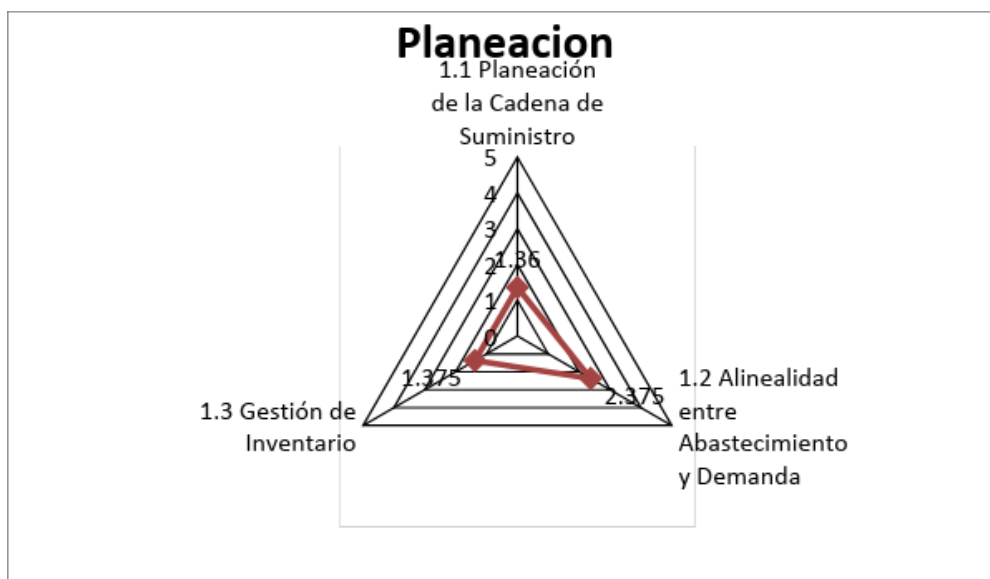 Planeacion
1.1 Planeación
de la Cadena de
Suministro
5
4
3
2
1.36
1
0
1.375
2.375
1.2 Alinealidad
entre
Abastecimiento
y Demanda
1.3 Gestión de
Inventario